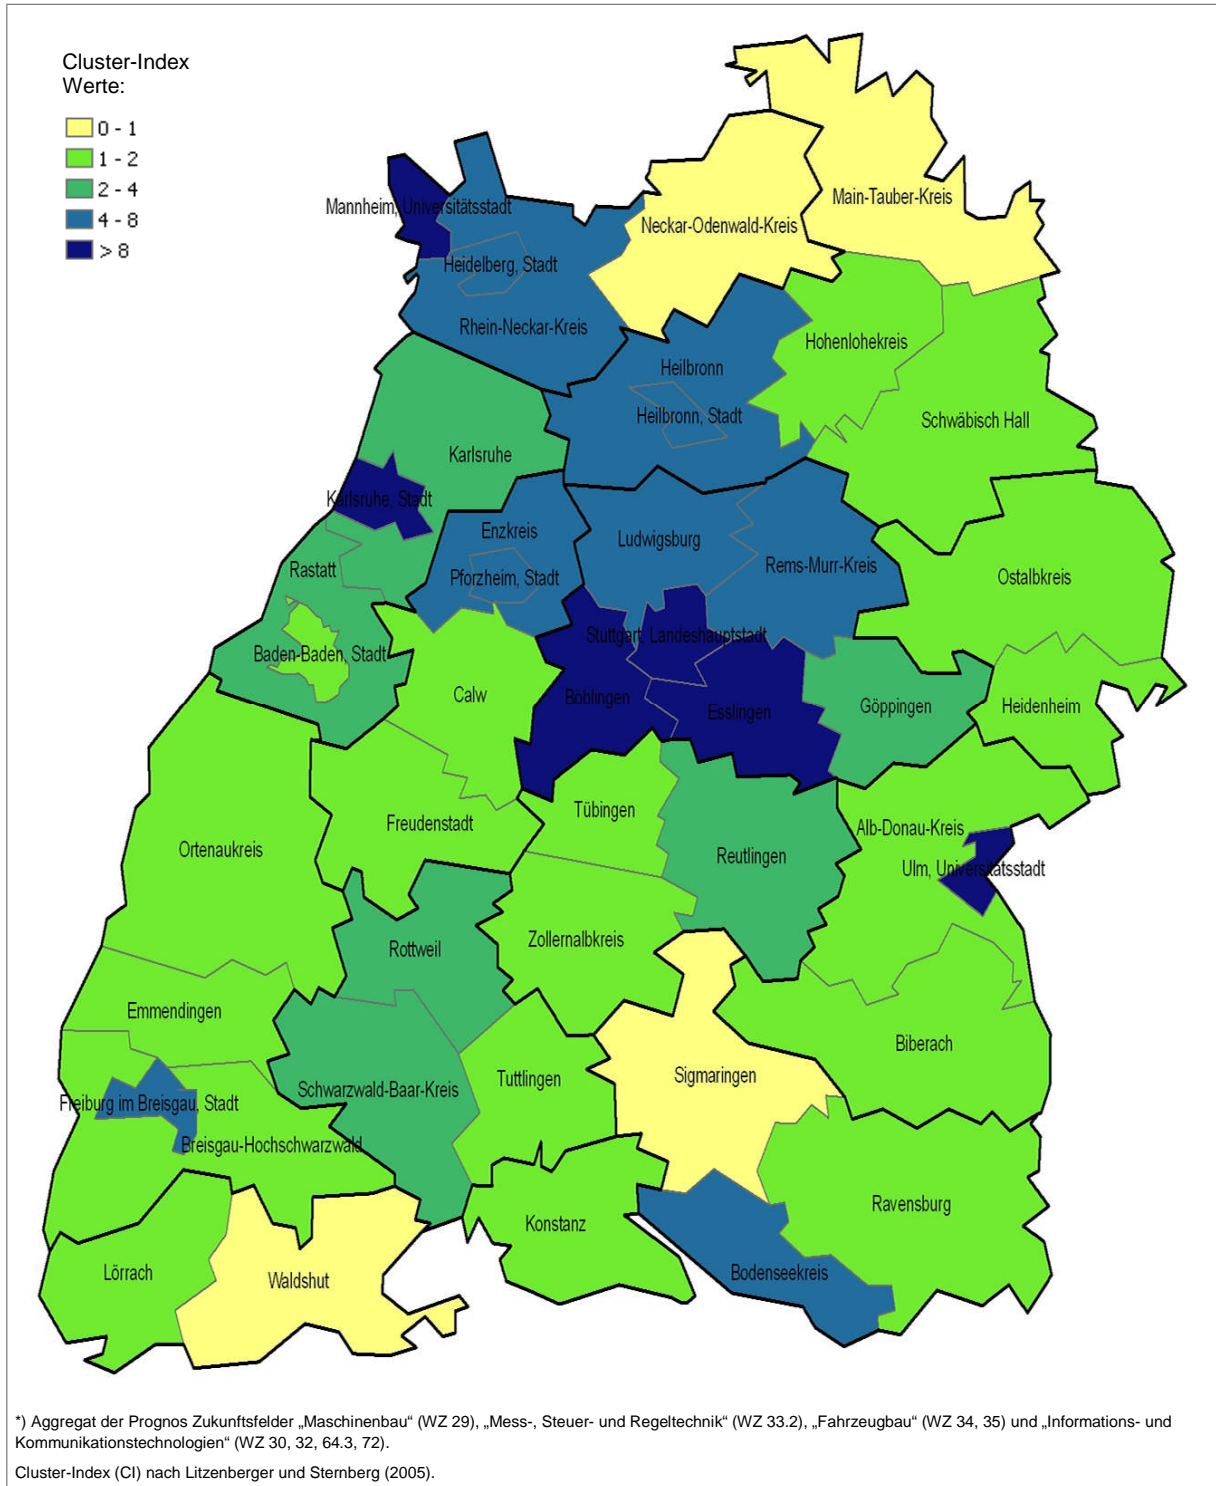 Cluster-Index
Werte:
0 - 1
1 - 2
2 - 4
4 - 8
> 8
Main-Tauber-Kreis
Mannheim, Universitätsstadt
Neckar-Odenwald-Kreis
Heidelberg, Stadt
Rhein-Neckar-Kreis
Hohenlohekreis
Heilbronn
Heilbronn, Stadt
Schwäbisch Hall
Karlsruhe
Karlsruhe, Stadt
Enzkreis
Ludwigsburg
Rems-Murr-Kreis
Rastatt
Pforzheim, Stadt
Ostalbkreis
Stuttgart, Landeshauptstadt
Baden-Baden, Stadt
Calw
Böblingen
Esslingen
Göppingen
Heidenheim
Tübingen
Freudenstadt
Alb-Donau-Kreis
Ortenaukreis
Reutlingen
Ulm, Universitätsstadt
Rottweil
Zollernalbkreis
Emmendingen
Biberach
Schwarzwald-Baar-Kreis
Tuttlingen
Sigmaringen
Freiburg im Breisgau, Stadt
Breisgau-Hochschwarzwald
Ravensburg
Konstanz
Lörrach
Waldshut
Bodenseekreis
*) Aggregat der Prognos Zukunftsfelder „Maschinenbau“ (WZ 29), „Mess-, Steuer- und Regeltechnik“ (WZ 33.2), „Fahrzeugbau“ (WZ 34, 35) und „Informations- und
Kommunikationstechnologien“ (WZ 30, 32, 64.3, 72).
Cluster-Index (CI) nach Litzenberger und Sternberg (2005).